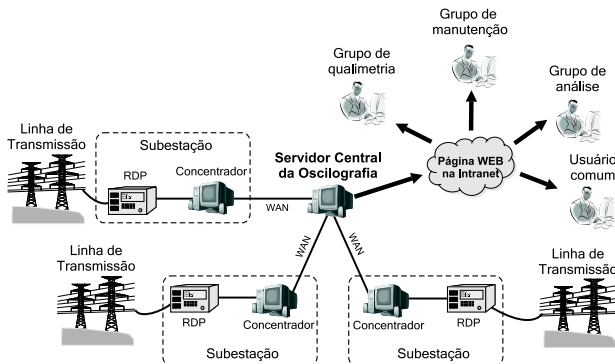 Grupo de
manutenção
Grupo de
qualimetria
Grupo de
análise
Linha de
Transmissão
Subestação
RDP
Concentrador
Servidor Central
da Oscilografia
Página WEB
na Intranet
Usuário
comum
WAN
WAN
WAN
Linha de
Transmissão
RDP
Concentrador
Subestação
Concentrador
RDP
Subestação
Linha de
Transmissão